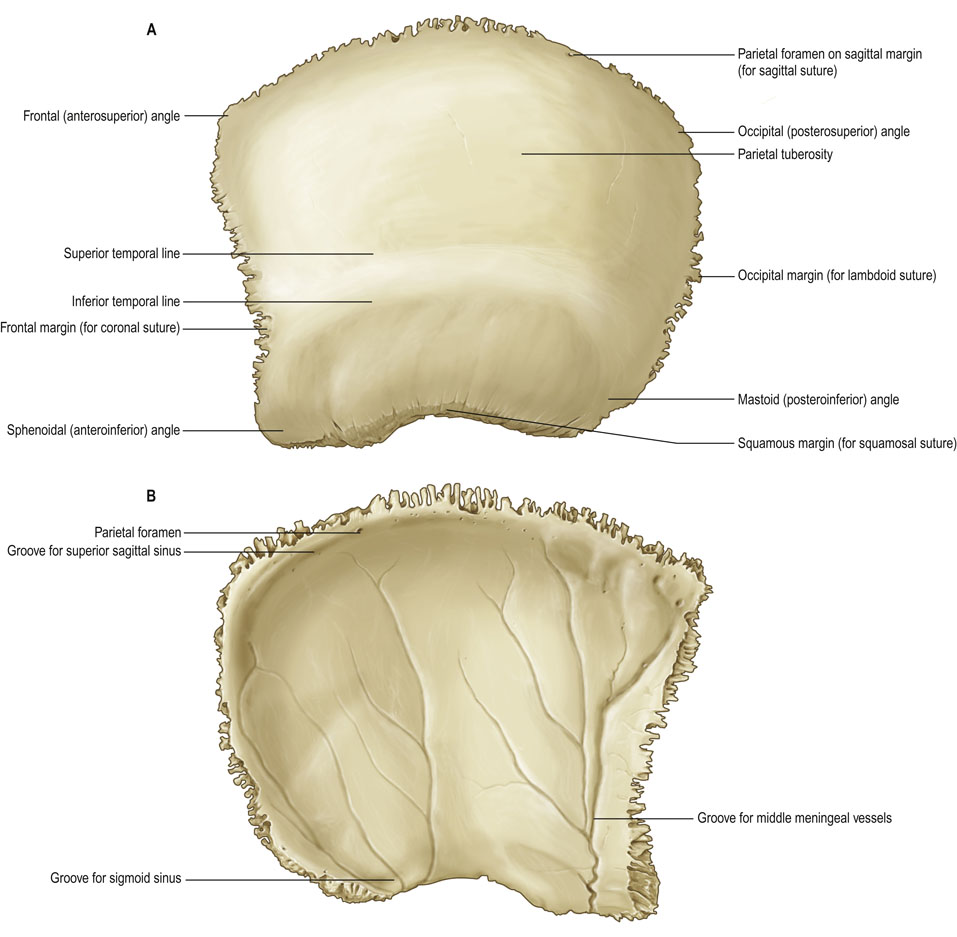 A
Parietal foramen on sagittal margin
(for sagittal suture)
Frontal (anterosuperior) angle
Occipital (posterosuperior) angle
Parietal tuberosity
Superior temporal line
Occipital margin (for lambdoid suture)
Inferior temporal line
Frontal margin (for coronal suture)
Mastoid (posteroinferior) angle
Sphenoidal (anteroinferior) angle
Squamous margin (for squamosal suture)
B
Parietal foramen
Groove for superior sagittal sinus
Groove for middle meningeal vessels
Groove for sigmoid sinus